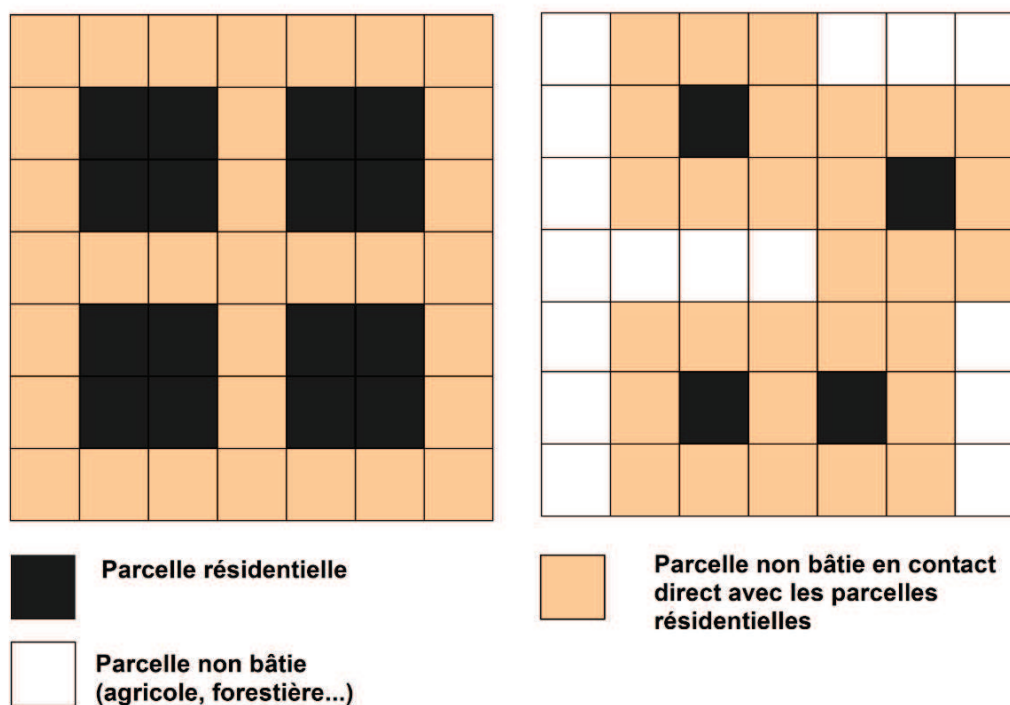 Parcelle résidentielle
Parcelle non bâtie
(agricole, forestière...)
Parcelle non bâtie en contact
direct avec les parcelles
résidentielles